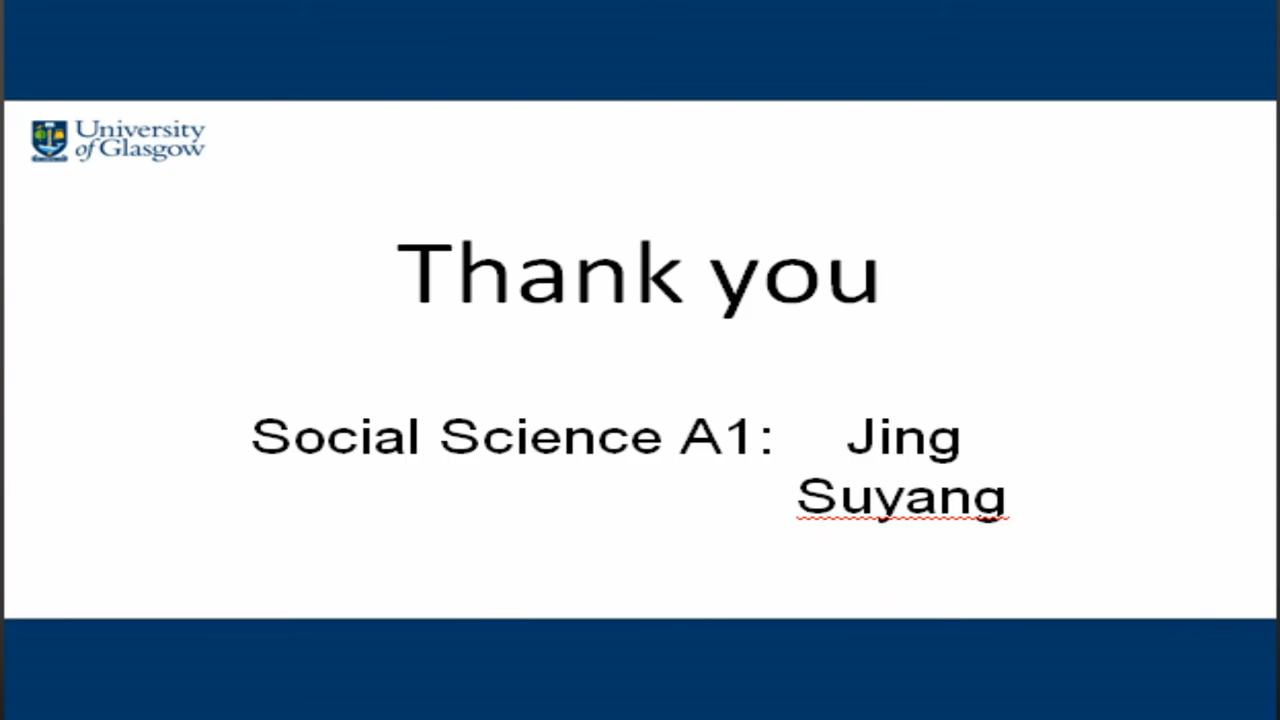 University
of Glasgow
Thank you
Social Science A1: Jing
Suyang